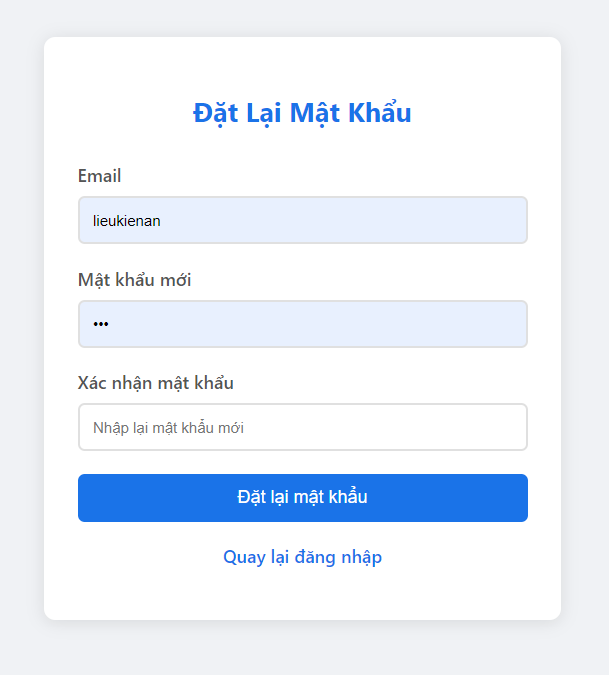 Đặt Lại Mật Khẩu
Email
lieukienan
Mật khẩu mới
•••
Xác nhận mật khẩu
Nhập lại mật khẩu mới
Đặt lại mật khẩu
Quay lại đăng nhập